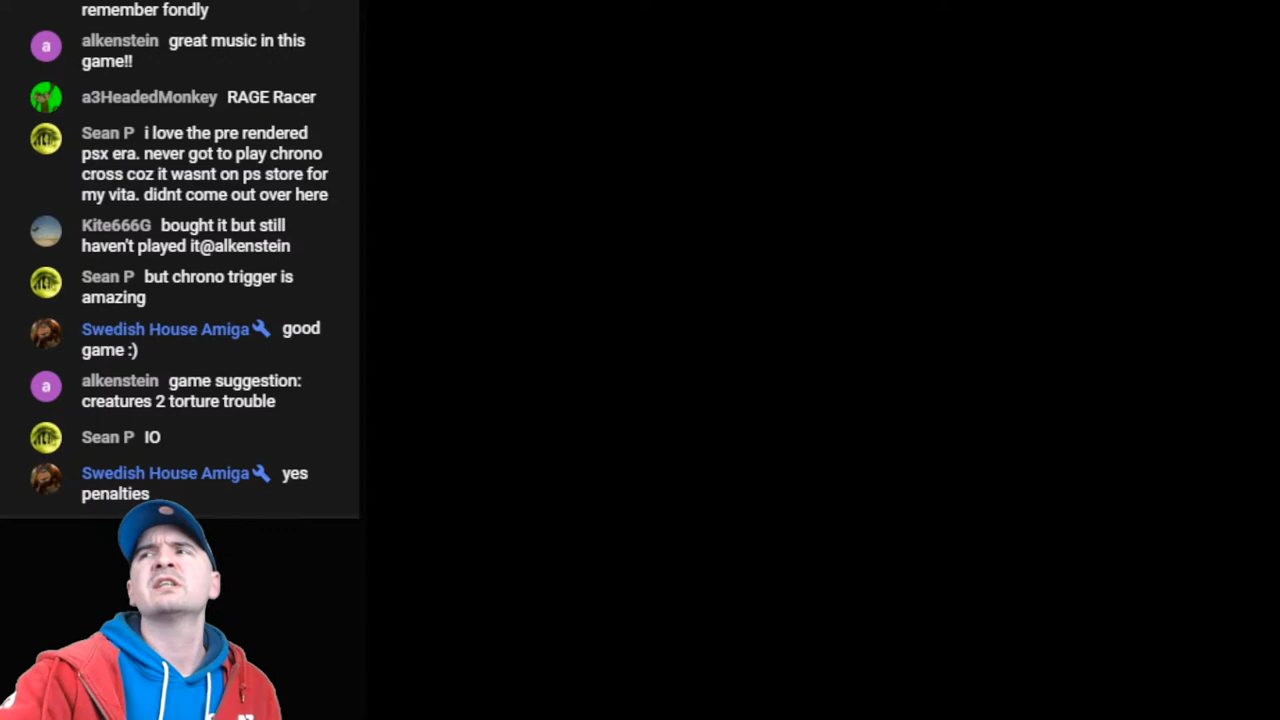 remember fondly
alkenstein great music in this
game!!
a3HeadedMonkey RAGE Racer
Sean P i love the pre rendered
psx era. never got to play chrono
cross coz it wasnt on ps store for
my vita. didnt come out over here
Kite666G bought it but still
haven't played it@alkenstein
Sean P but chrono trigger is
amazing
Swedish House Amiga good
game :)
alkenstein game suggestion:
creatures 2 torture trouble
Sean P IO
Swedish House Amiga yes
penalties